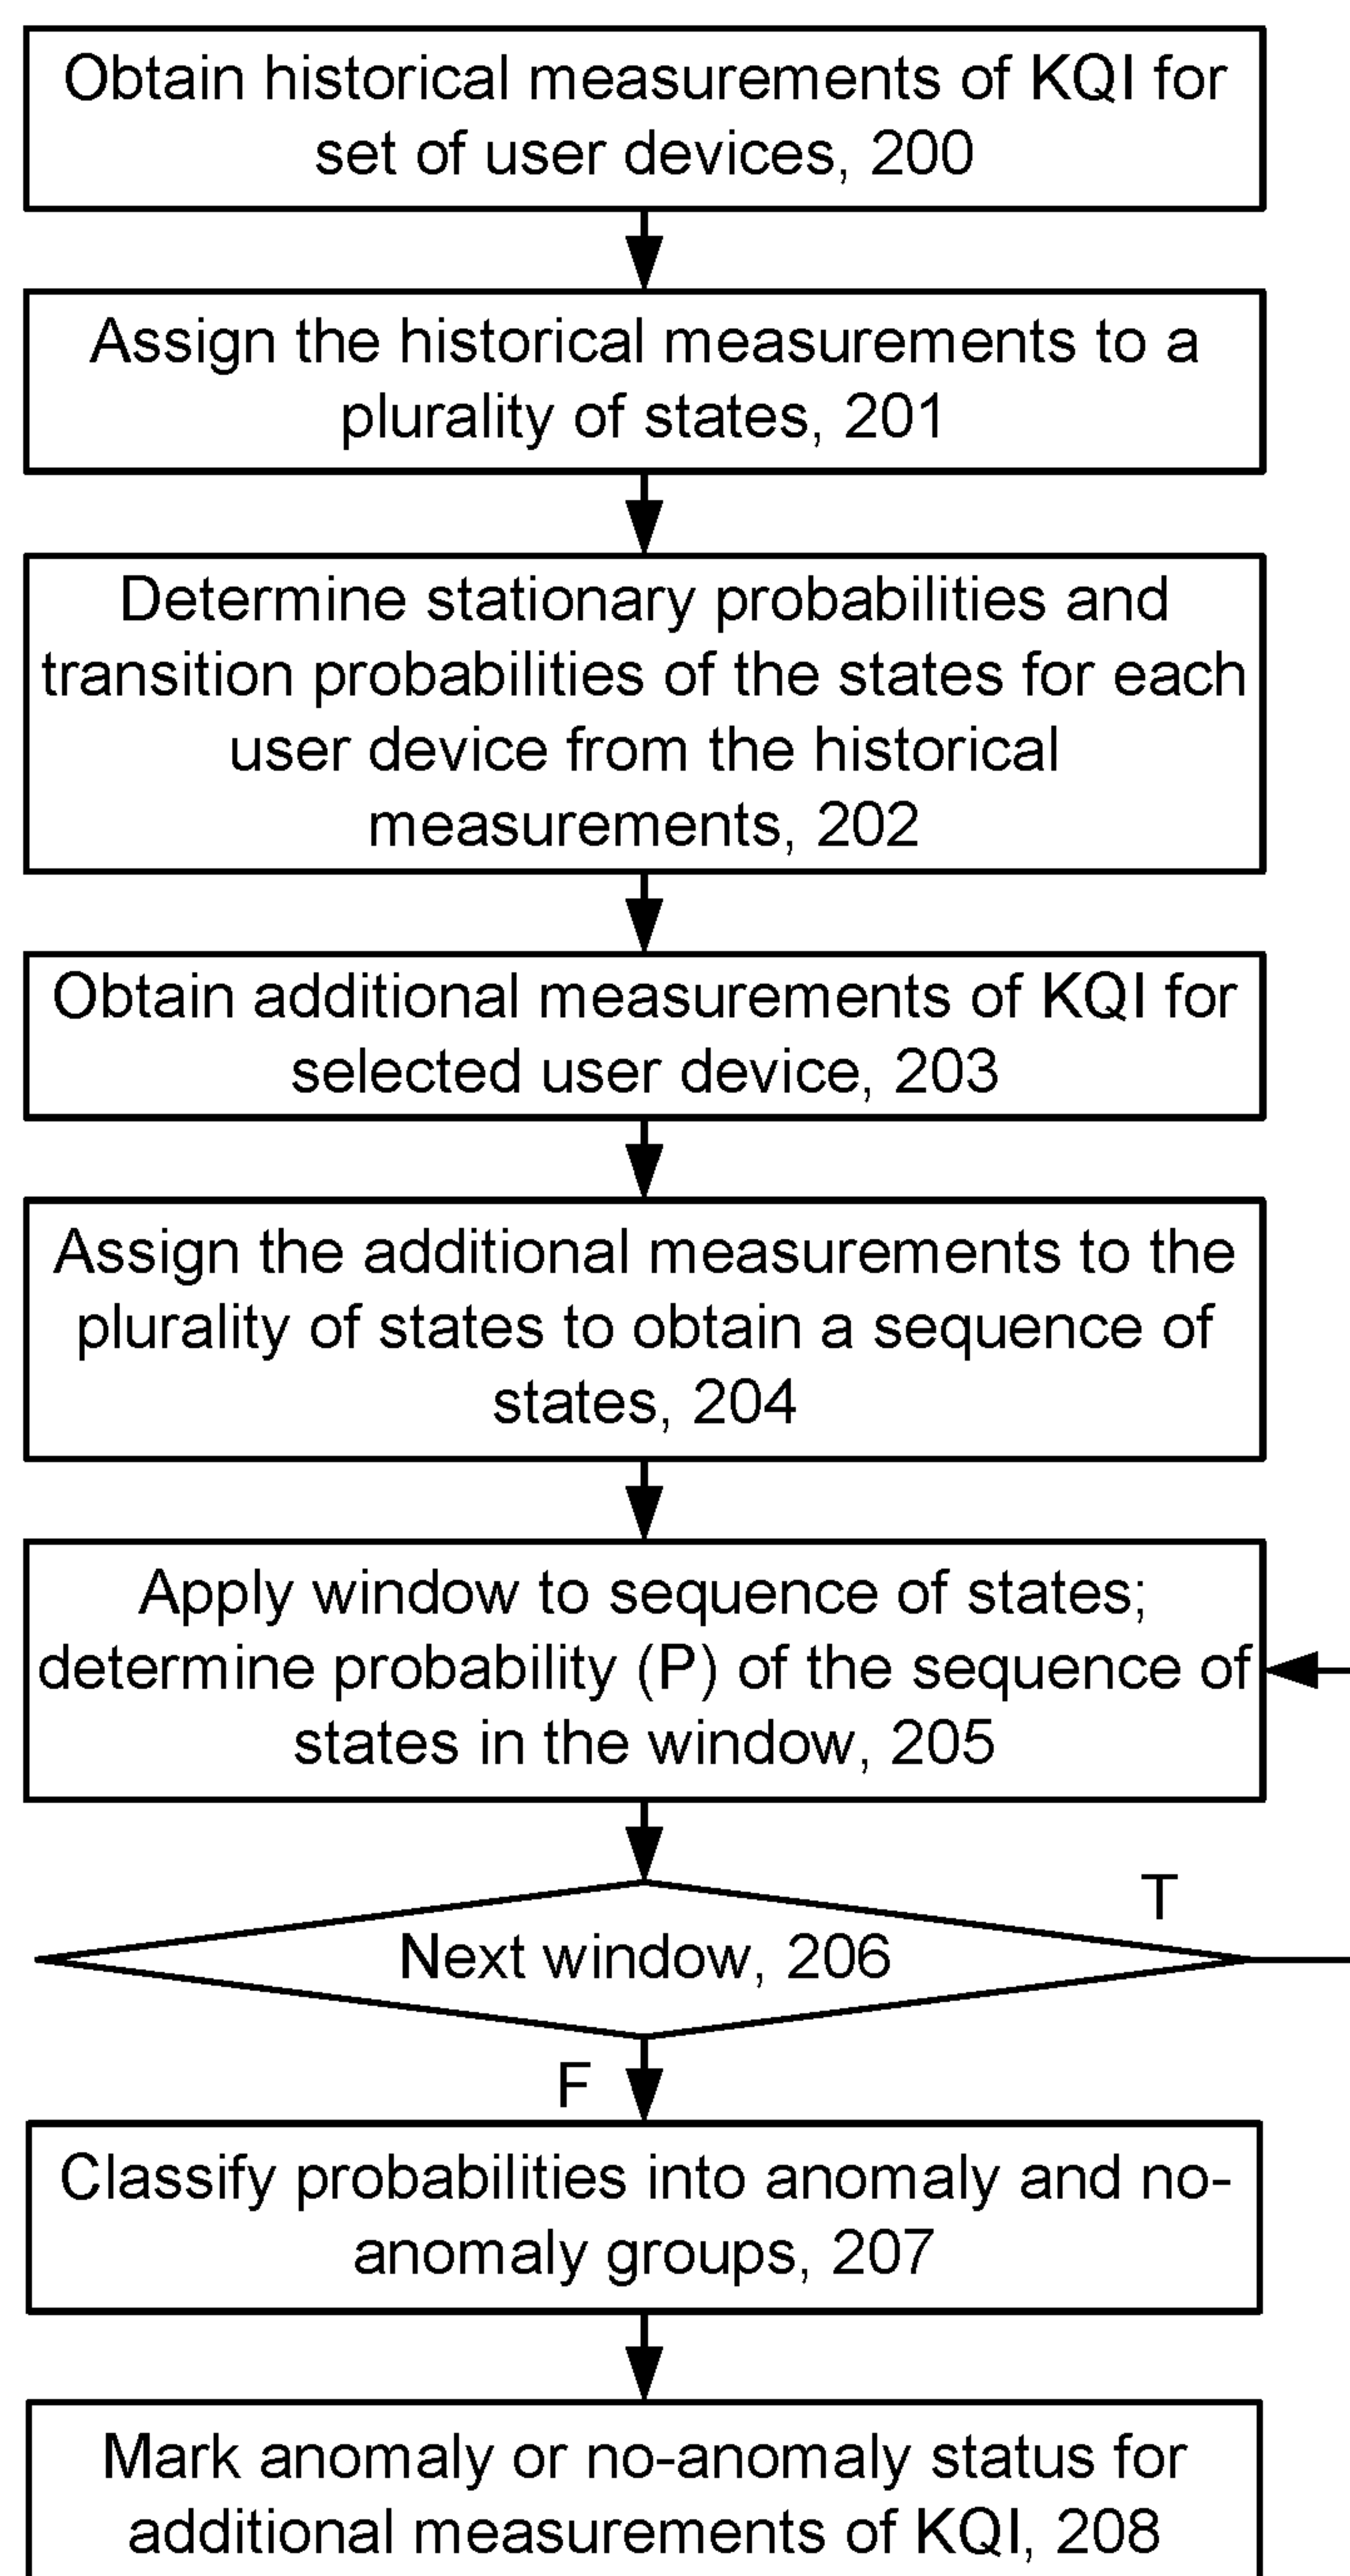 Obtain historical measurements of KQI for
set of user devices, 200
Assign the historical measurements to a
plurality of states, 201
Determine stationary probabilities and
transition probabilities of the states for each
user device from the historical
measurements, 202
Obtain additional measurements of KQI for
selected user device, 203
Assign the additional measurements to the
plurality of states to obtain a sequence of
states, 204
Apply window to sequence of states;
determine probability (P) of the sequence of
states in the window, 205
T
Next window, 206
F
Classify probabilities into anomaly and no-
anomaly groups, 207
Mark anomaly or no-anomaly status for
additional measurements of KQI, 208